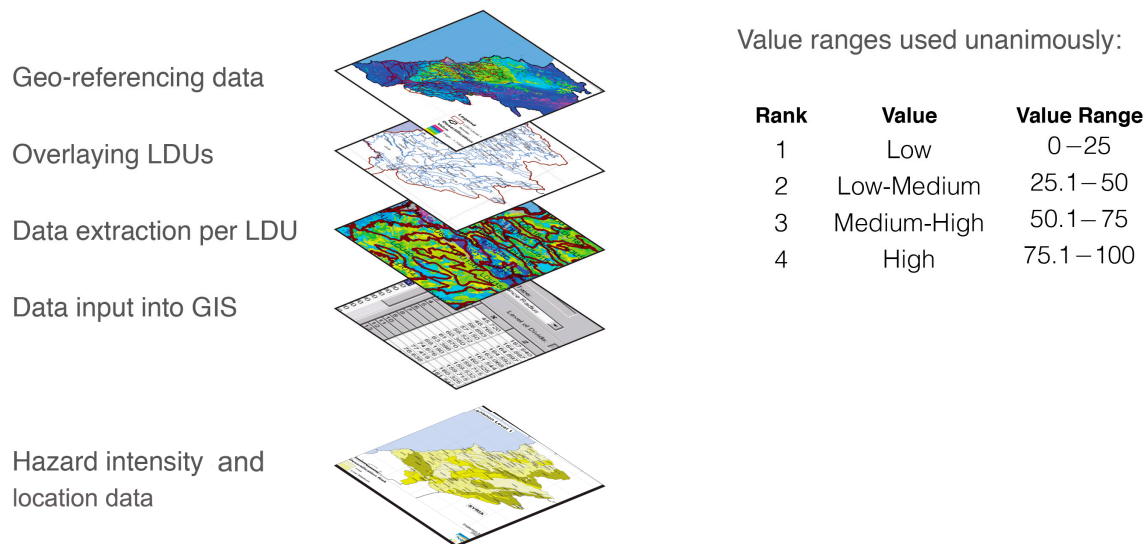 Geo-referencing data
Overlaying LDUs
Data extraction per LDU
Data input into GIS
Hazard intensity and
location data
SYRIA
Value ranges used unanimously:
Rank Value Value Range
1 Low 0–25
2 Low-Medium 25.1–50
3 Medium-High 50.1–75
4 High 75.1–100